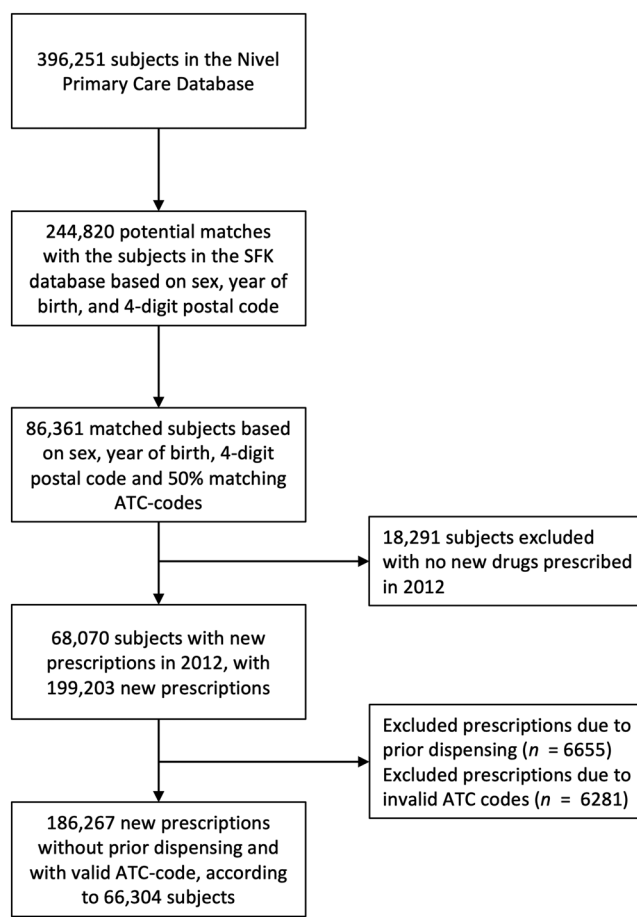 396,251 subjects in the Nivel
Primary Care Database
244,820 potential matches
with the subjects in the SFK
database based on sex, year of
birth, and 4-digit postal code
86,361 matched subjects based
on sex, year of birth, 4-digit
postal code and 50% matching
ATC-codes
18,291 subjects excluded
with no new drugs prescribed
in 2012
68,070 subjects with new
prescriptions in 2012, with
199,203 new prescriptions
Excluded prescriptions due to
prior dispensing (n = 6655)
Excluded prescriptions due to
invalid ATC codes (n = 6281)
186,267 new prescriptions
without prior dispensing and
with valid ATC-code, according
to 66,304 subjects